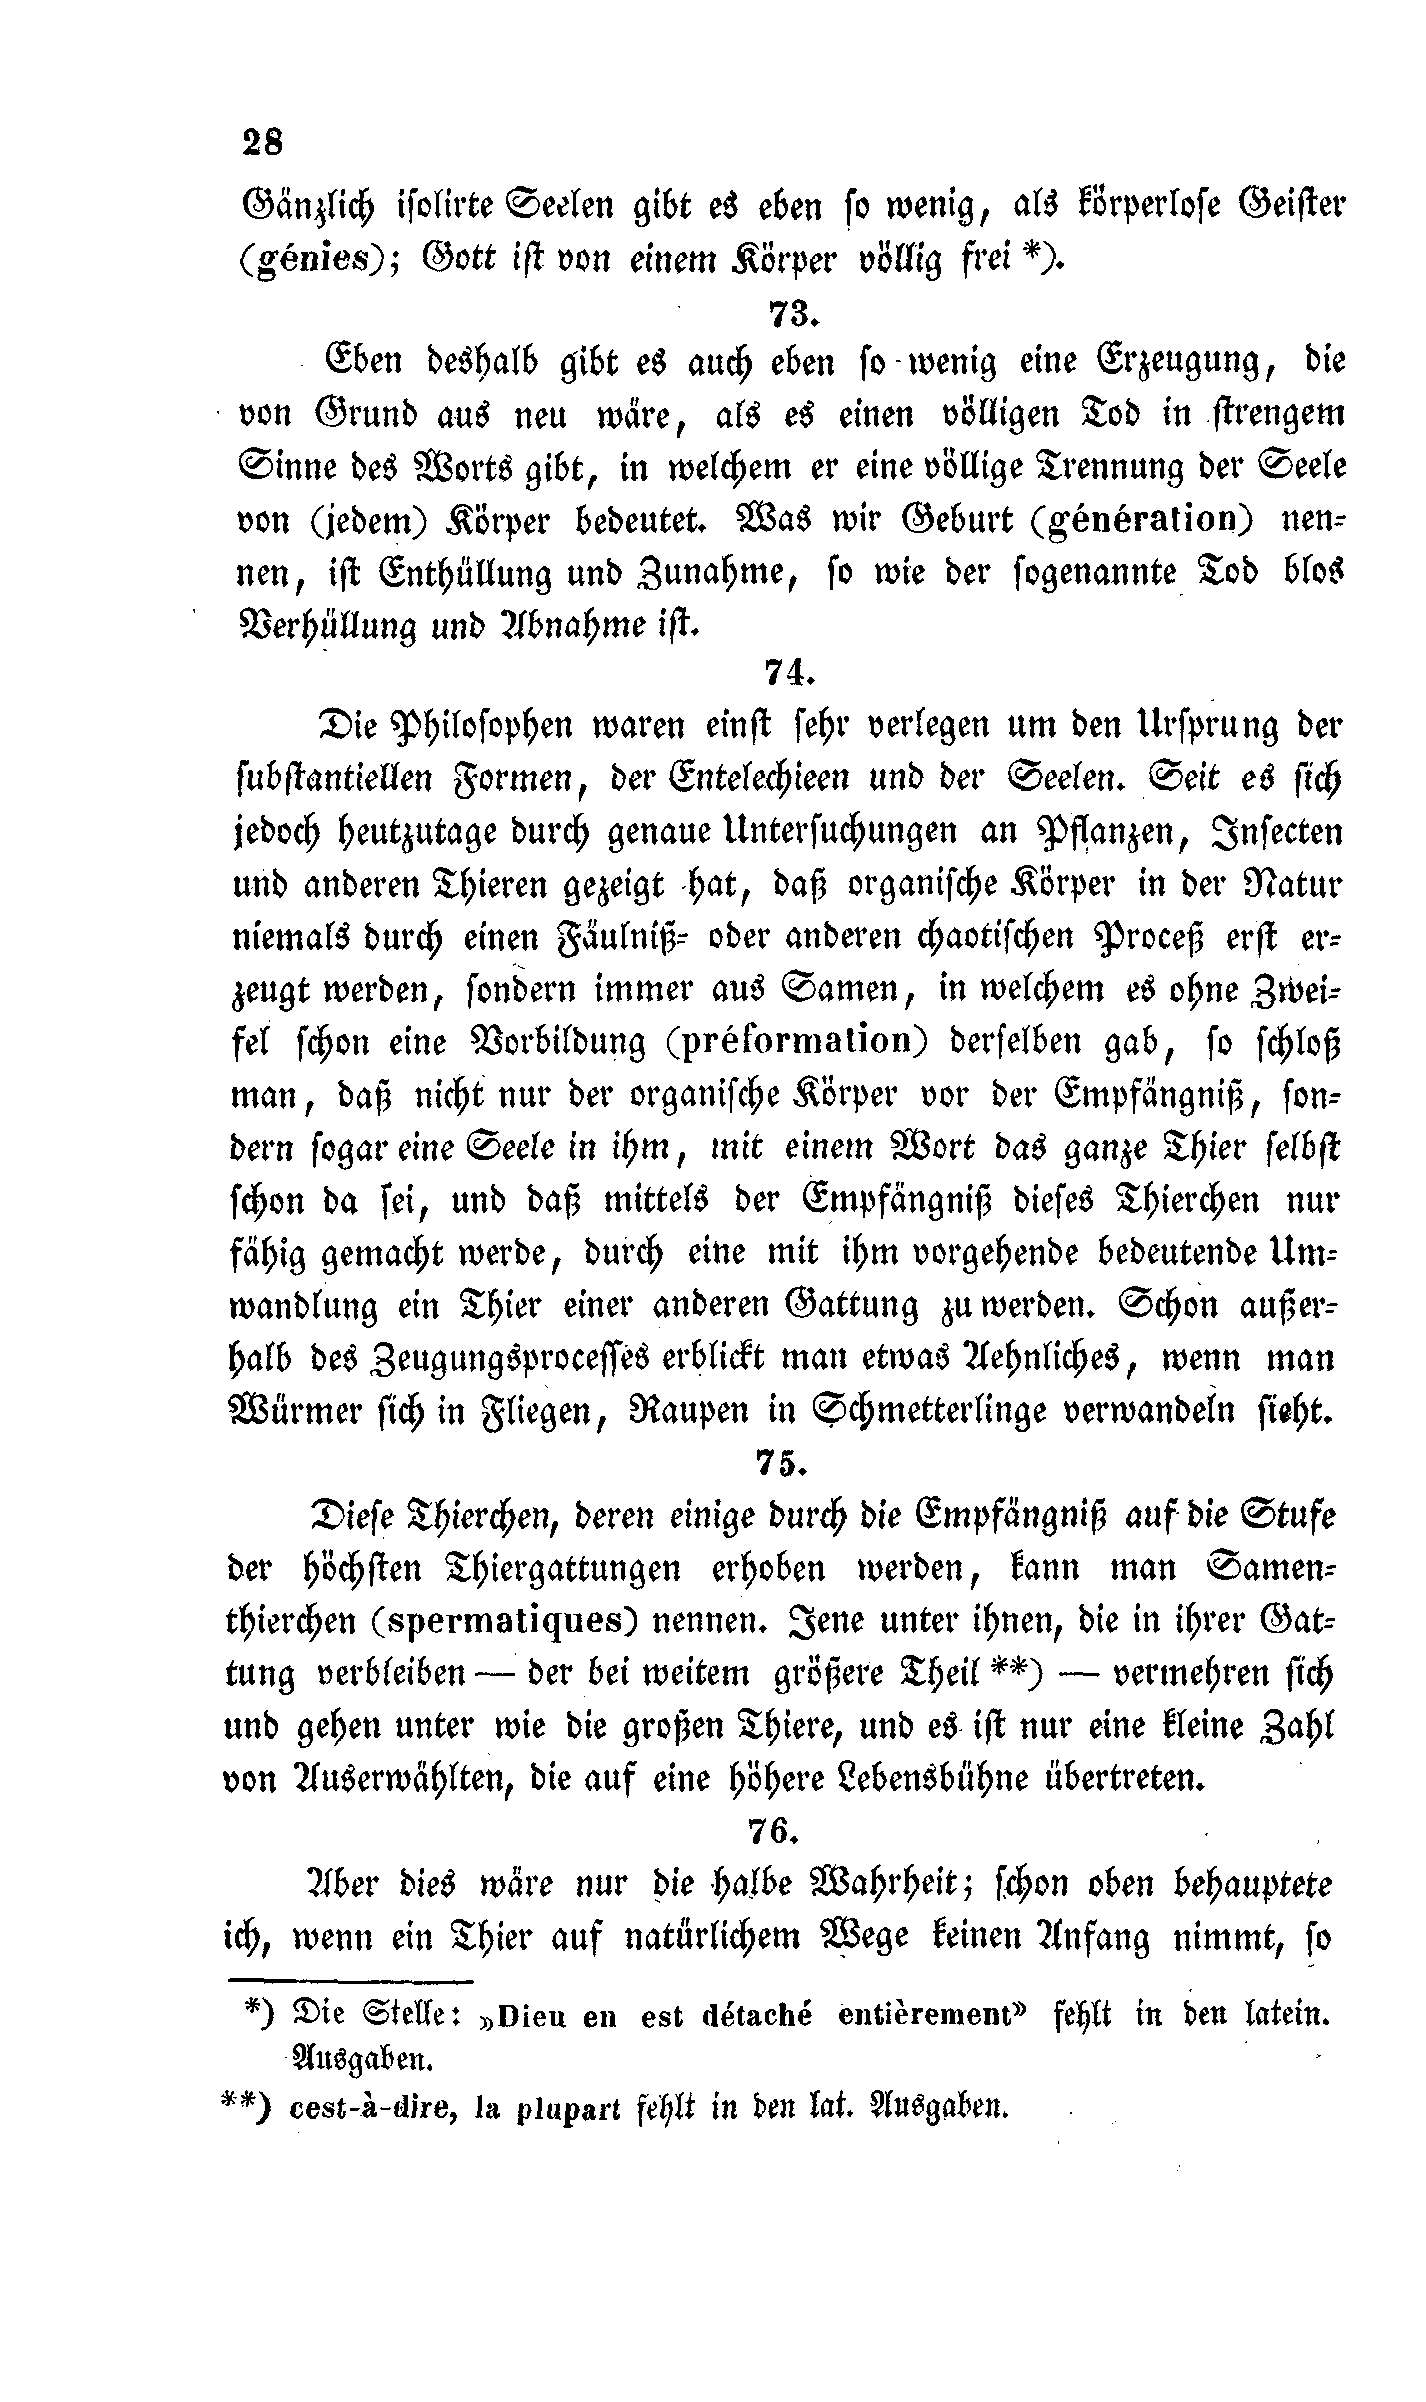 28
Gänzlich isolirte Seelen gibt es eben so wenig, als körperlose Geister
(génies); Gott ist von einem Körper völlig frei *).
73.
Eben deshalb gibt es auch eben so wenig eine Erzeugung, die
von Grund aus neu wäre, als es einen völligen Tod in strengem
Sinne des Worts gibt, in welchem er eine völlige Trennung der Seele
von (jedem) Körper bedeutet. Was wir Geburt (génération) nen-
nen, ist Enthüllung und Zunahme, so wie der sogenannte Tod blos
Verhüllung und Abnahme ist.
74.
Die Philosophen waren einst sehr verlegen um den Ursprung der
substantiellen Formen, der Entelechieen und der Seelen. Seit es sich
jedoch heutzutage durch genaue Untersuchungen an Pflanzen, Insecten
und anderen Thieren gezeigt hat, daß organische Körper in der Natur
niemals durch einen Fäulniß- oder anderen chaotischen Proceß erst er-
zeugt werden, sondern immer aus Samen, in welchem es ohne Zwei-
fel schon eine Vorbildung (préformation) derselben gab, so schloß
man, daß nicht nur der organische Körper vor der Empfängniß, son-
dern sogar eine Seele in ihm, mit einem Wort das ganze Thier selbst
schon da sei, und daß mittels der Empfängniß dieses Thierchen nur
fähig gemacht werde, durch eine mit ihm vorgehende bedeutende Um-
wandlung ein Thier einer anderen Gattung zu werden. Schon außer-
halb des Zeugungsprocesses erblickt man etwas Aehnliches, wenn man
Würmer sich in Fliegen, Raupen in Schmetterlinge verwandeln sieht.
75.
Diese Thierchen, deren einige durch die Empfängniß auf die Stufe
der höchsten Thiergattungen erhoben werden, kann man Samen-
thierchen (spermatiques) nennen. Jene unter ihnen, die in ihrer Gat-
tung verbleiben — der bei weitem größere Theil **) — vermehren sich
und gehen unter wie die großen Thiere, und es ist nur eine kleine Zahl
von Auserwählten, die auf eine höhere Lebensbühne übertreten.
76.
Aber dies wäre nur die halbe Wahrheit; schon oben behauptete
ich, wenn ein Thier auf natürlichem Wege keinen Anfang nimmt, so
*) Die Stelle: »Dieu en est détaché entièrement» fehlt in den latein.
Ausgaben.
**) cest-à-dire, la plupart fehlt in den lat. Ausgaben.